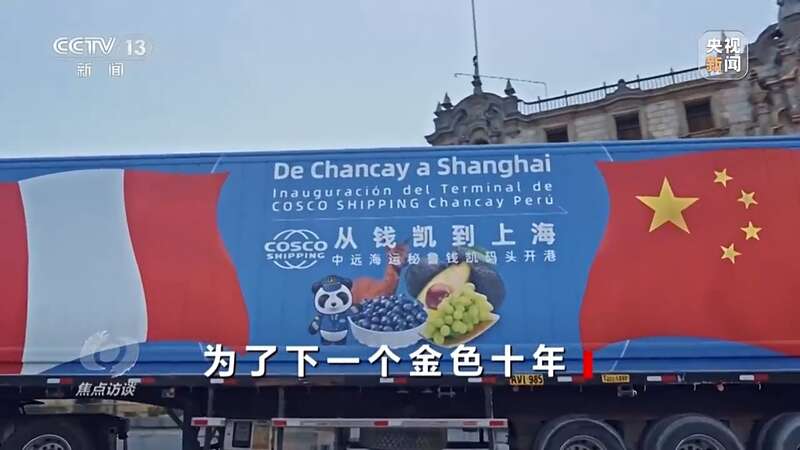 CCTV 13
新闻
央视
新闻
De Chancay a Shanghai
Inauguración del Terminal de
COSCO SHIPPING Chancay Perú
COSCO
SHIPPING
从钱凯到上海
中远海运秘鲁钱凯码头开港
为了下一个金色十年
AVI 985
焦点访谈